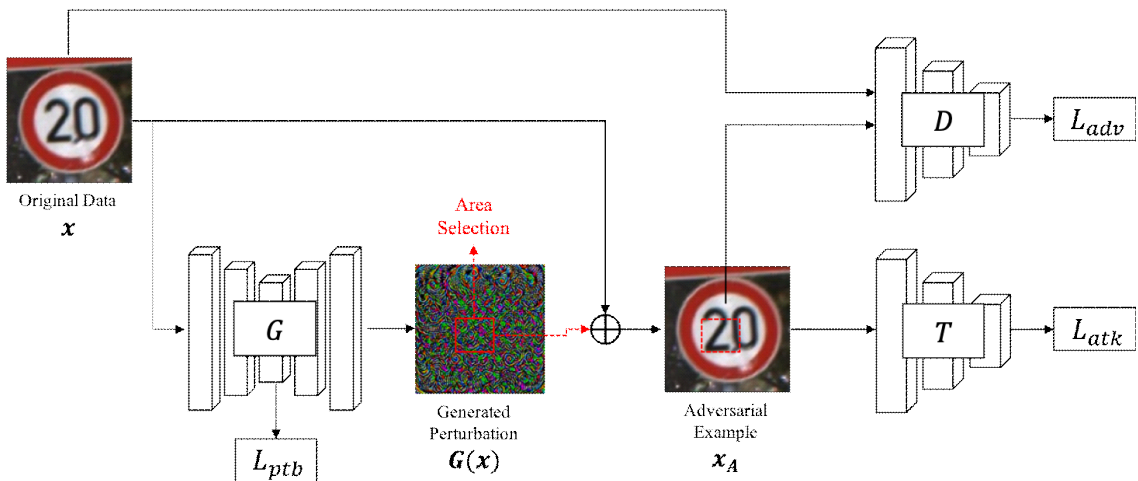 20
Original Data
x
G
L_ptb
Area
Selection
Generated
Perturbation
G(x)
20
Adversarial
Example
x_A
D
L_adv
T
L_atk